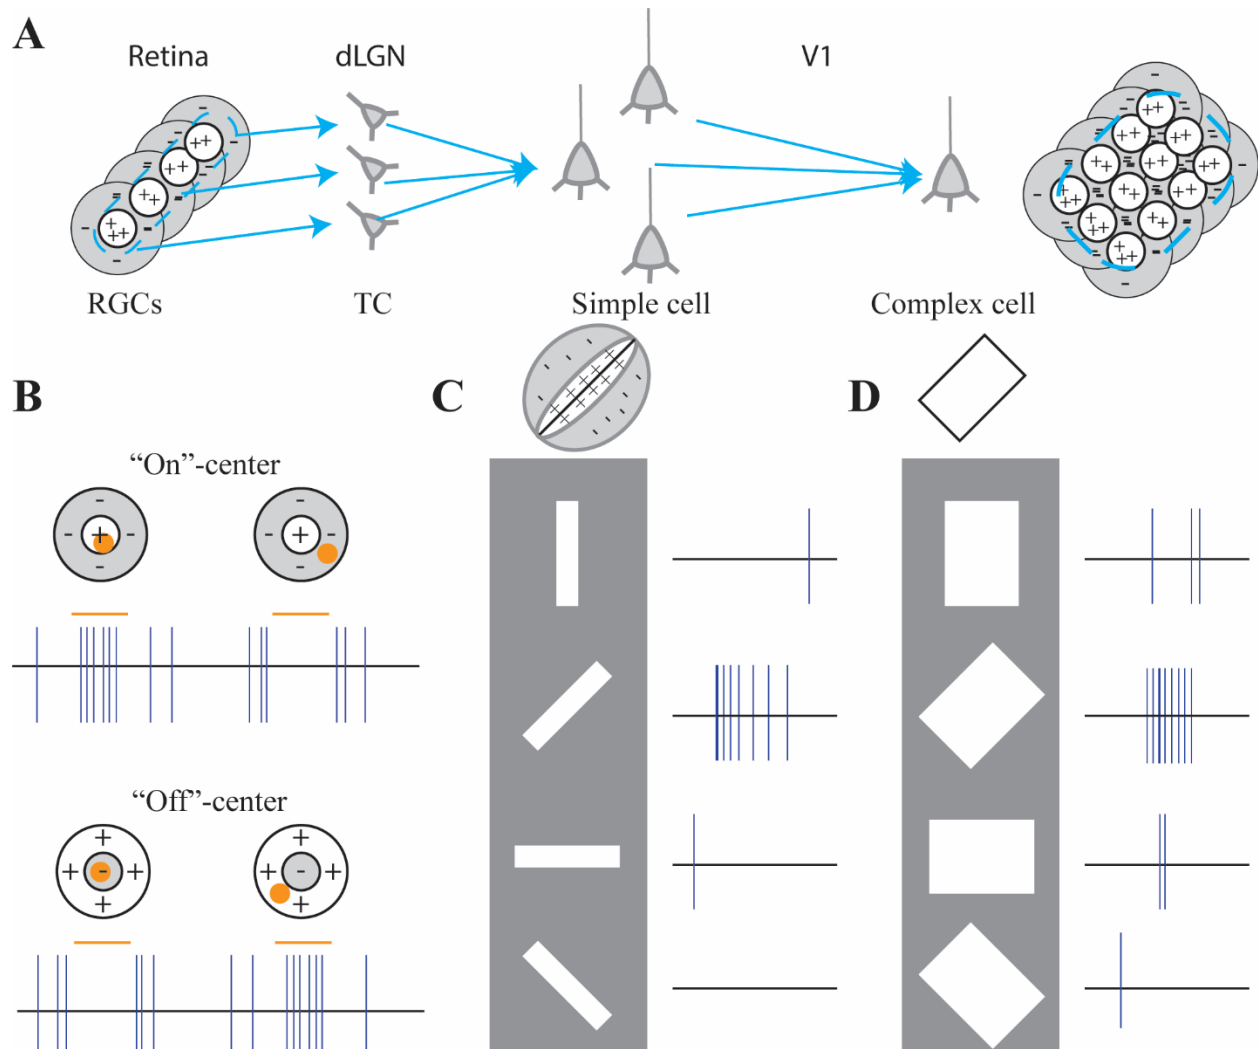 A
Retina
dLGN
V1
RGCs
TC
Simple cell
Complex cell
B
“On”-center
“Off”-center
C
D